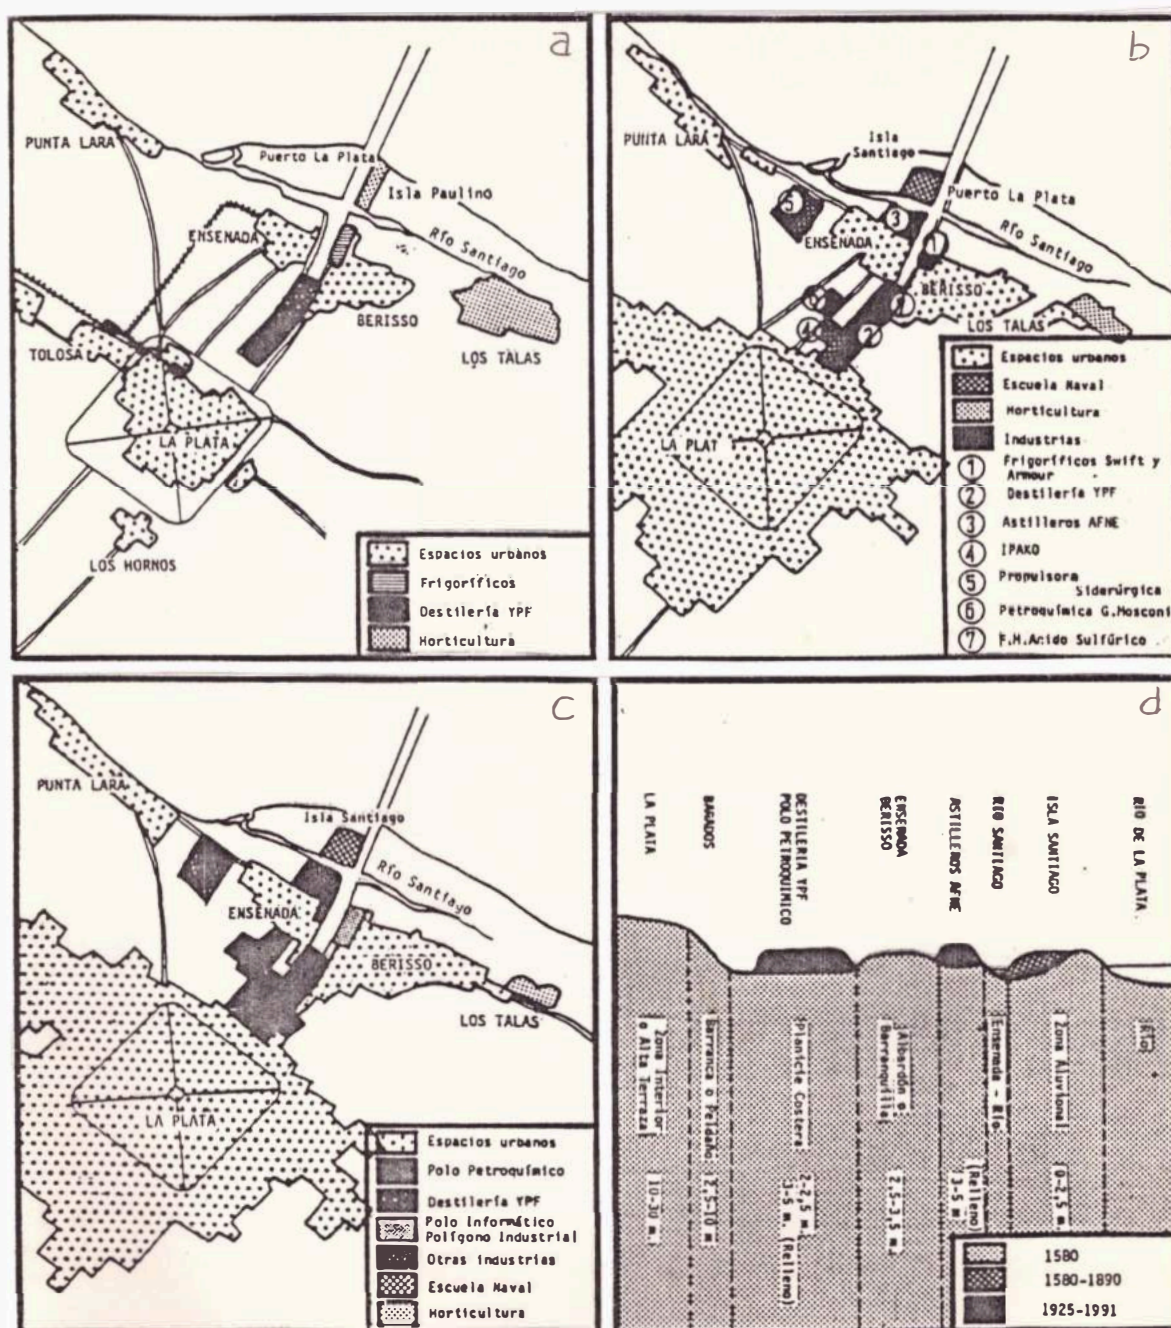 a
PUNTA LARA
Puerto La Plata
Isla Paulino
ENSENADA
Río Santiago
BERISSO
TOLOSA
LOS TALAS
LA PLATA
LOS HORNOS
Espacios urbanos
Frigoríficos
Destilería YPF
Horticultura
b
PUNTA LARA
Isla
Santiago
Puerto La Plata
5
3
ENSENADA
Río Santiago
1
BERISSO
4
2
LOS TALAS
LA PLAT
Espacios urbanos
Escuela Naval
Horticultura
Industrias
1 Frigoríficos Swift y
Armour
2 Destilería YPF
3 Astilleros AFNE
4 IPAKO
5 Propulsora
Siderúrgica
6 Petroquímica G.Mosconi
7 F.M.Acido Sulfúrico
c
PUNTA LARA
Isla Santiago
Río Santiago
ENSENADA
BERISSO
LOS TALAS
LA PLATA
Espacios urbanos
Polo Petroquímico
Destilería YPF
Polo Informático
Polígono Industrial
Otras industrias
Escuela Naval
Horticultura
d
LA PLATA
BAÑADOS
DESTILERIA YPF
POLO PETROQUIMICO
ENSENADA
BERISSO
ASTILLEROS AFNE
RIO SANTIAGO
ISLA SANTIAGO
RIO DE LA PLATA
Zona Interior
o Alta Terraza
Barranca o Peldaño
Planicie Costera
Albardón o
Barranquilla
Ensenada - Río
Zona Aluvional
Río
10-30 m.
2,5-10 m
2-2,5 m.
3-5 m. (Relleno)
2,5-3,5 m.
(Relleno)
3-5 m
0-2,5 m.
1580
1580-1890
1925-1991